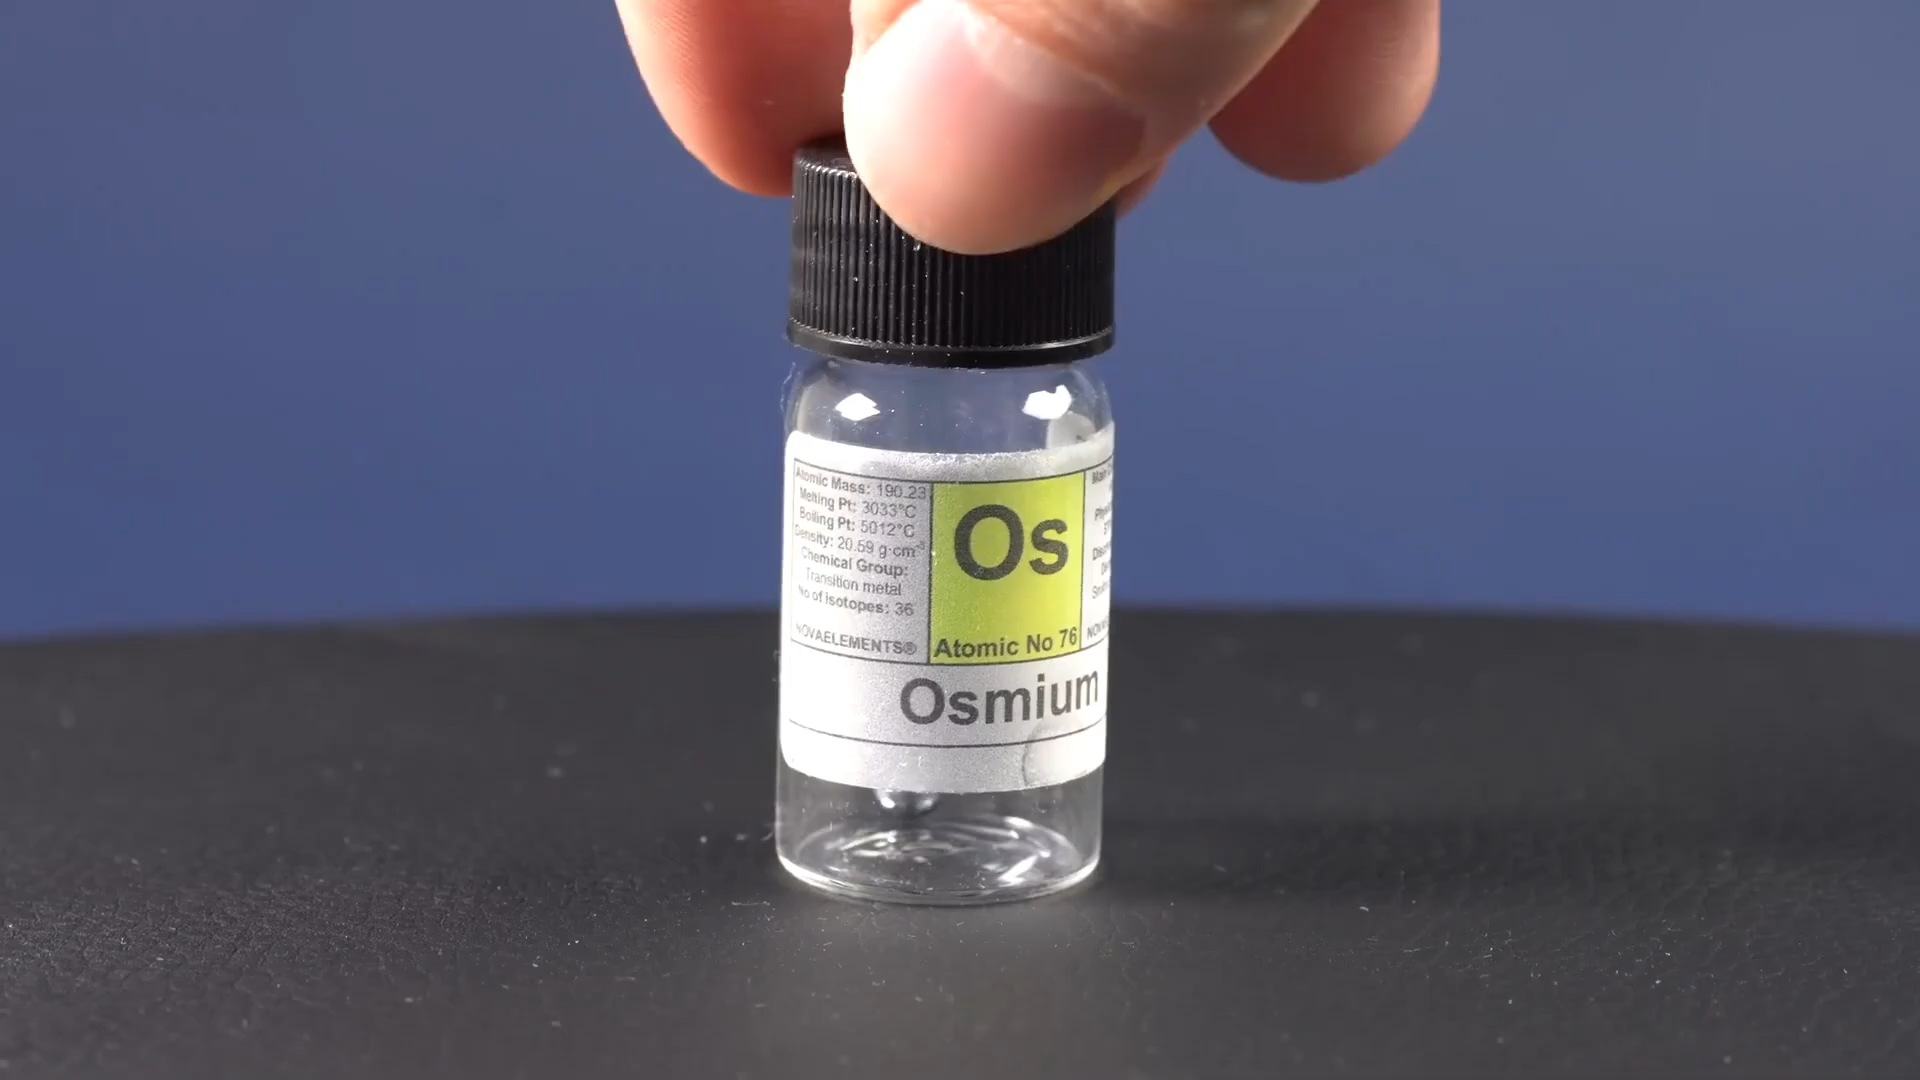 Atomic Mass: 190.23
Melting Pt: 3033°C
Boiling Pt: 5012°C
Density: 20.59 g·cm⁻³
Chemical Group:
Transition metal
No of Isotopes: 36
NOVAELEMENTS®
Os
Atomic No 76
Osmium